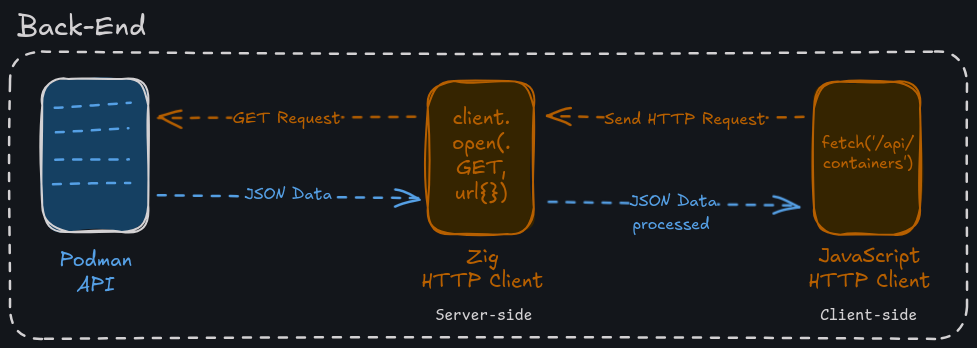 Back-End
GET Request
JSON Data
Podman
API
client.
open(.
GET,
url{})
Zig
HTTP Client
Server-side
Send HTTP Request
JSON Data
processed
fetch('/api/
containers')
JavaScript
HTTP Client
Client-side